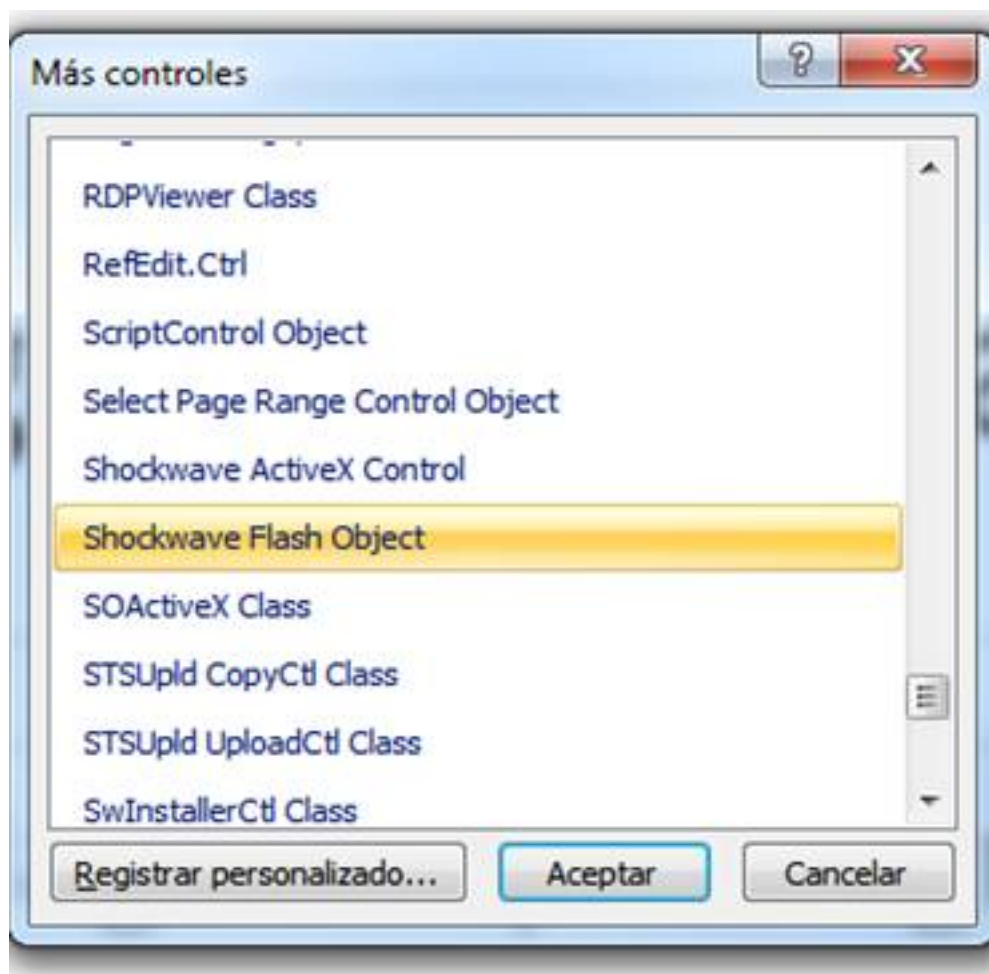 Más controles
RDPViewer Class
RefEdit.Ctrl
ScriptControl Object
Select Page Range Control Object
Shockwave ActiveX Control
Shockwave Flash Object
SOActiveX Class
STSUpld CopyCtl Class
STSUpld UploadCtl Class
SwInstallerCtl Class
Registrar personalizado... Aceptar Cancelar